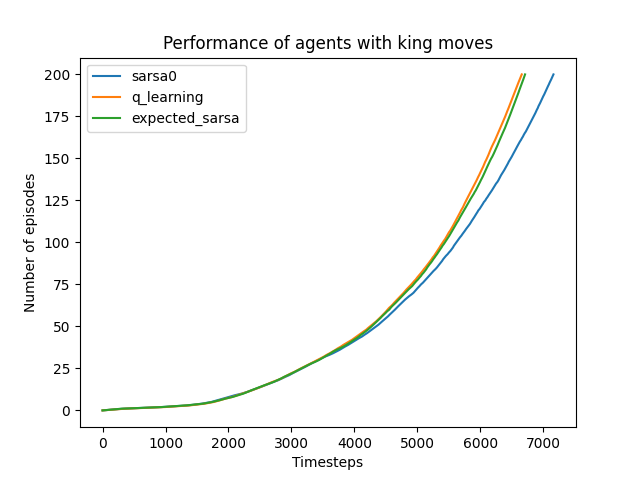 Performance of agents with king moves
sarsa0
q_learning
expected_sarsa
Number of episodes
200
175
150
125
100
75
50
25
0
0 1000 2000 3000 4000 5000 6000 7000
Timesteps